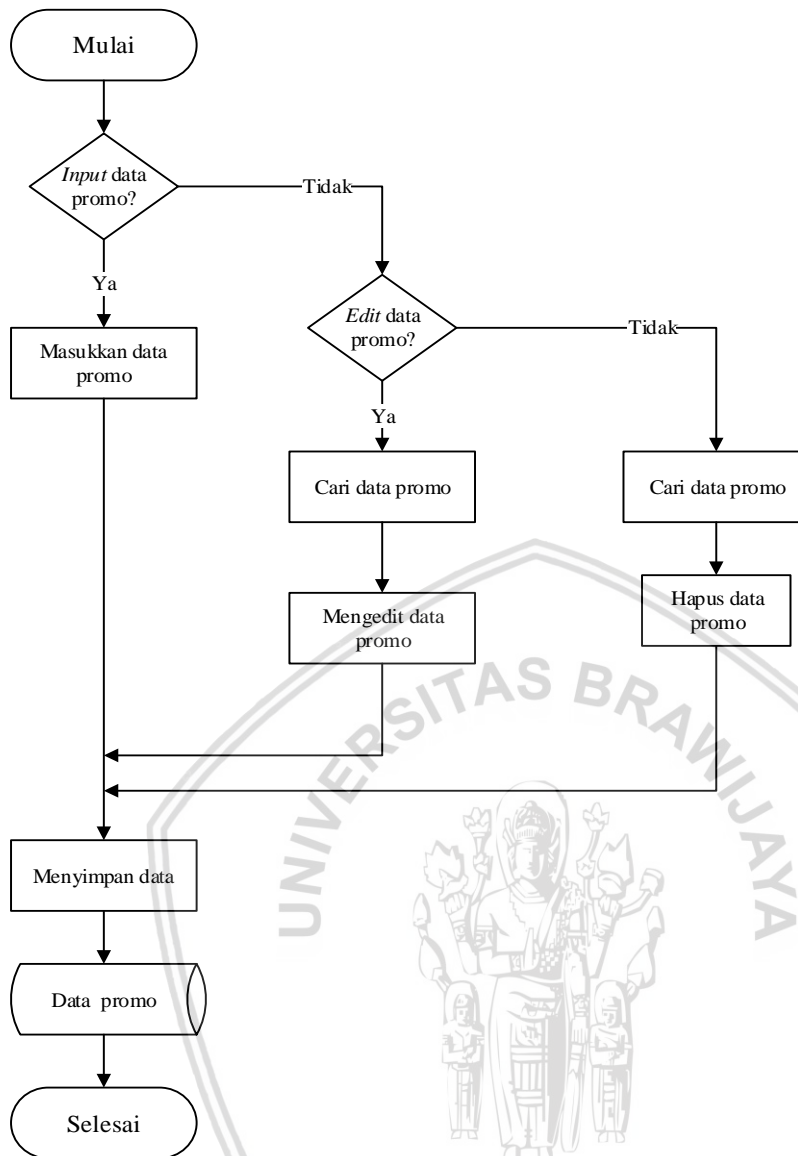 Mulai
Input data
promo?
Tidak
Ya
Edit data
promo?
Tidak
Masukkan data
promo
Ya
Cari data promo
Cari data promo
Mengedit data
promo
Hapus data
promo
UNIVERSITAS BRAWIJAYA
Menyimpan data
Data promo
Selesai